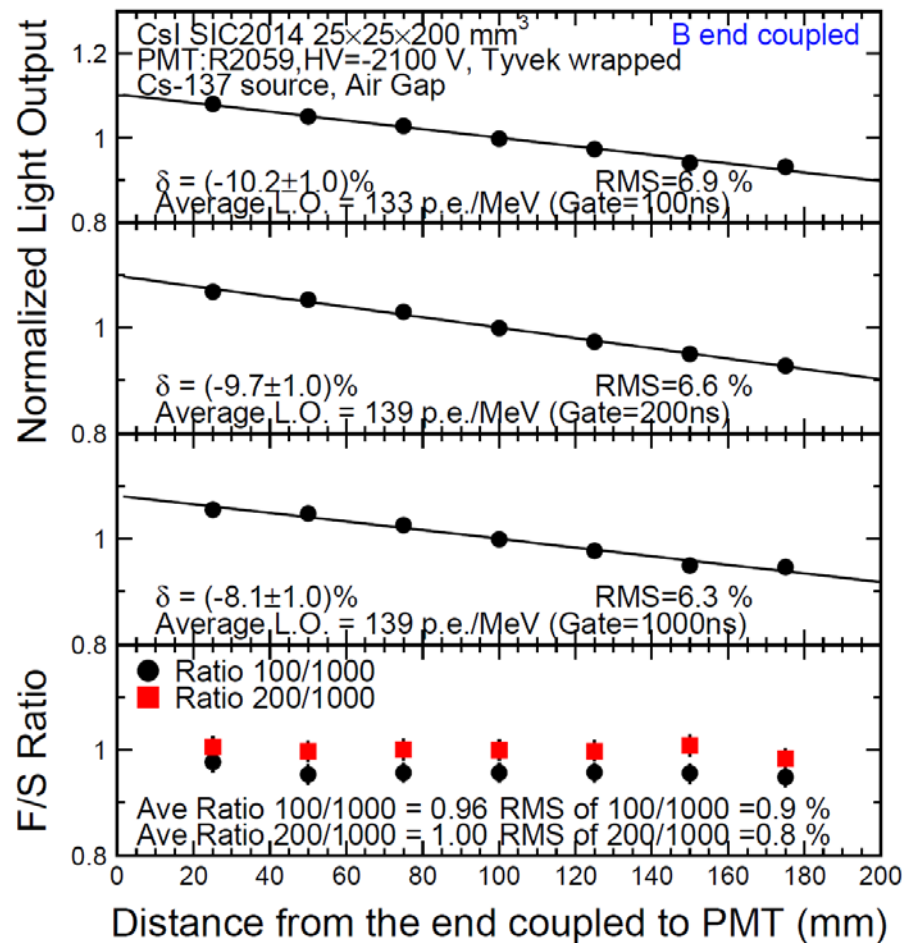 CsI SIC2014 25×25×200 mm³ B end coupled
PMT:R2059,HV=-2100 V, Tyvek wrapped
Cs-137 source, Air Gap
δ = (-10.2±1.0)% RMS=6.9 %
Average L.O. = 133 p.e./MeV (Gate=100ns)
δ = (-9.7±1.0)% RMS=6.6 %
Average L.O. = 139 p.e./MeV (Gate=200ns)
δ = (-8.1±1.0)% RMS=6.3 %
Average L.O. = 139 p.e./MeV (Gate=1000ns)
Ratio 100/1000
Ratio 200/1000
Ave Ratio 100/1000 = 0.96 RMS of 100/1000 =0.9 %
Ave Ratio 200/1000 = 1.00 RMS of 200/1000 =0.8 %
Normalized Light Output
F/S Ratio
1.2
1
0.8
1
0.8
1
0.8
1
0.8
0 20 40 60 80 100 120 140 160 180 200
Distance from the end coupled to PMT (mm)